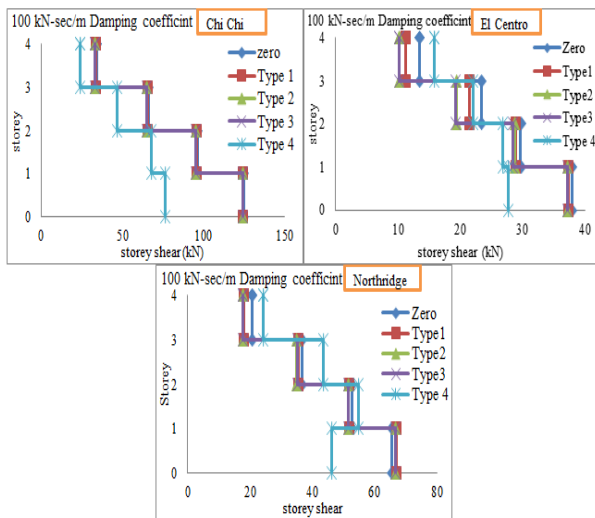 100 kN-sec/m Damping coefficint Chi Chi
4
3
2
1
0
storey
zero
Type 1
Type 2
Type 3
Type 4
0 50 100 150
storey shear(kN)
100 kN-sec/m Damping coefficint El Centro
4
3
2
1
0
storey
Zero
Type1
Type2
Type3
Type 4
0 10 20 30 40
storey shear (kN)
100 kN-sec/m Damping coefficint Northridge
4
3
2
1
0
Storey
Zero
Type1
Type2
Type3
Type 4
0 20 40 60 80
storey shear